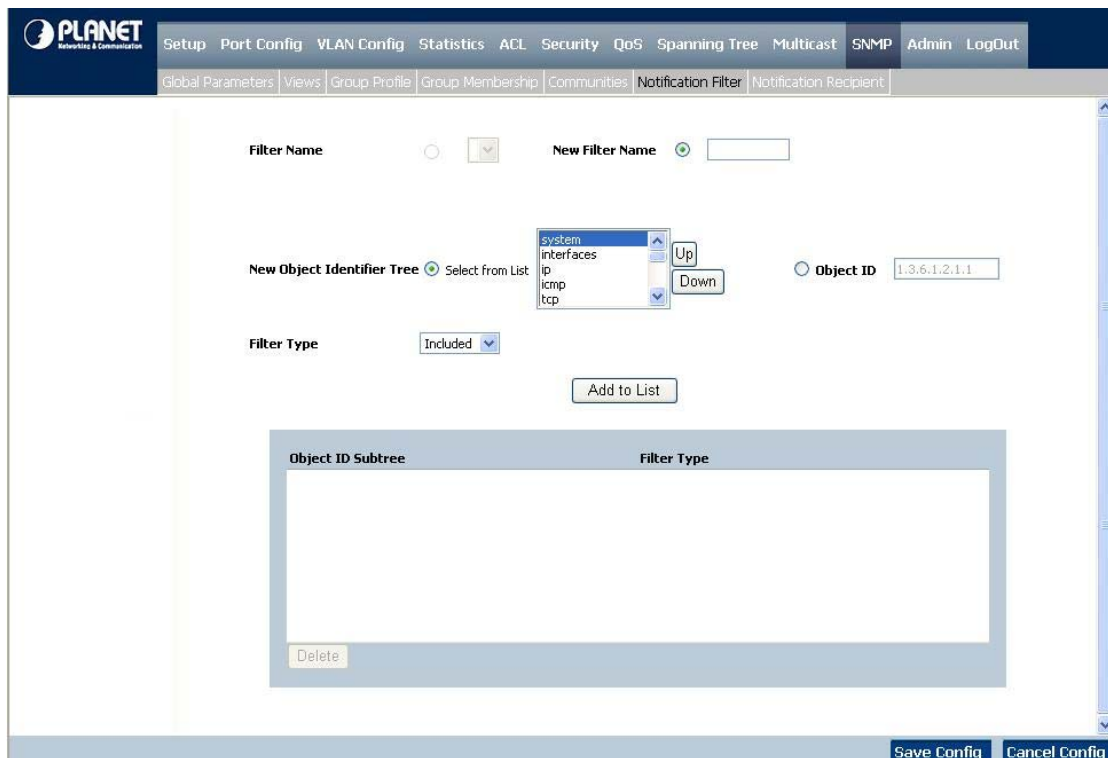 PLANET
Networking & Communication
Setup Port Config VLAN Config Statistics ACL Security QoS Spanning Tree Multicast SNMP Admin LogOut
Global Parameters Views Group Profile Group Membership Communities Notification Filter Notification Recipient
Filter Name New Filter Name
system
interfaces
ip
icmp
tcp
Up
Down
New Object Identifier Tree Select from List Object ID 1.3.6.1.2.1.1
Filter Type Included
Add to List
Object ID Subtree Filter Type
Delete
Save Config Cancel Config